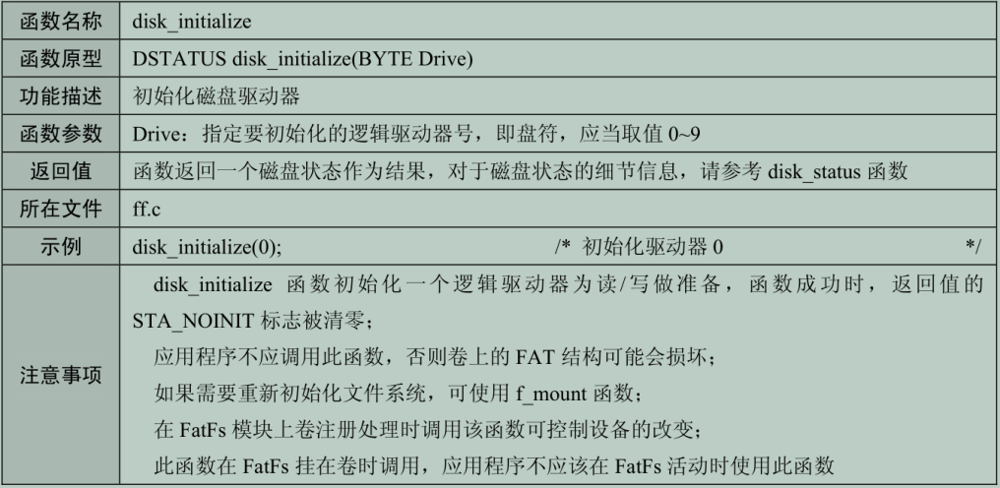 函数名称 disk_initialize
函数原型 DSTATUS disk_initialize(BYTE Drive)
功能描述 初始化磁盘驱动器
函数参数 Drive：指定要初始化的逻辑驱动器号，即盘符，应当取值 0~9
返回值 函数返回一个磁盘状态作为结果，对于磁盘状态的细节信息，请参考 disk_status 函数
所在文件 ff.c
示例 disk_initialize(0); /* 初始化驱动器 0 */
注意事项
disk_initialize 函数初始化一个逻辑驱动器为读/写做准备，函数成功时，返回值的
STA_NOINIT 标志被清零；
应用程序不应调用此函数，否则卷上的 FAT 结构可能会损坏；
如果需要重新初始化文件系统，可使用 f_mount 函数；
在 FatFs 模块上卷注册处理时调用该函数可控制设备的改变；
此函数在 FatFs 挂在卷时调用，应用程序不应该在 FatFs 活动时使用此函数